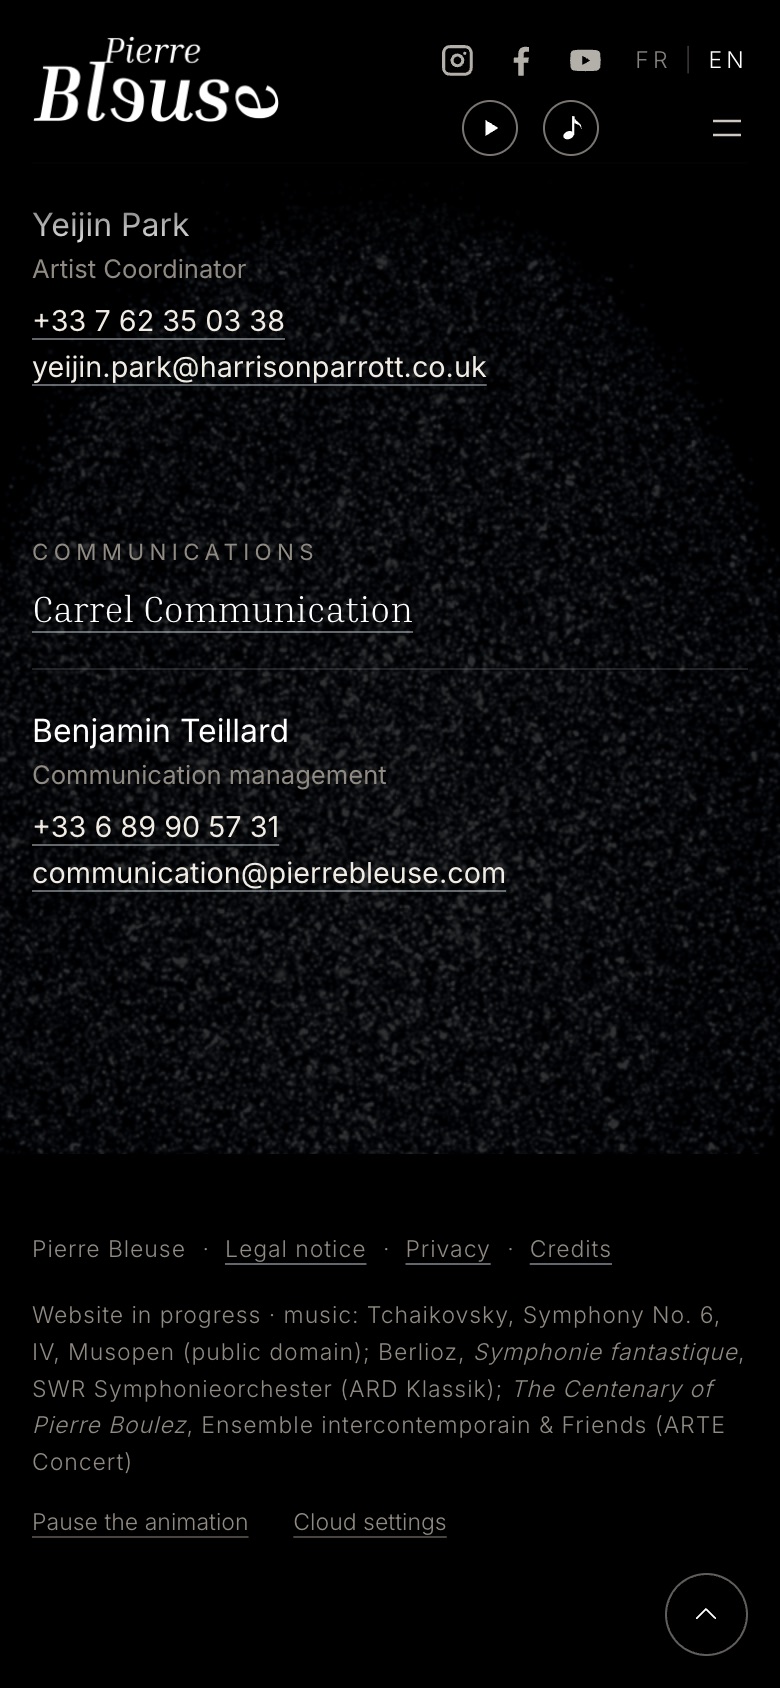 Pierre
Bleuse
FR | EN
Yeijin Park
Artist Coordinator
+33 7 62 35 03 38
yeijin.park@harrisonparrott.co.uk
COMMUNICATIONS
Carrel Communication
Benjamin Teillard
Communication management
+33 6 89 90 57 31
communication@pierrebleuse.com
Pierre Bleuse · Legal notice · Privacy · Credits
Website in progress · music: Tchaikovsky, Symphony No. 6,
IV, Musopen (public domain); Berlioz, Symphonie fantastique,
SWR Symphonieorchester (ARD Klassik); The Centenary of
Pierre Boulez, Ensemble intercontemporain & Friends (ARTE
Concert)
Pause the animation Cloud settings